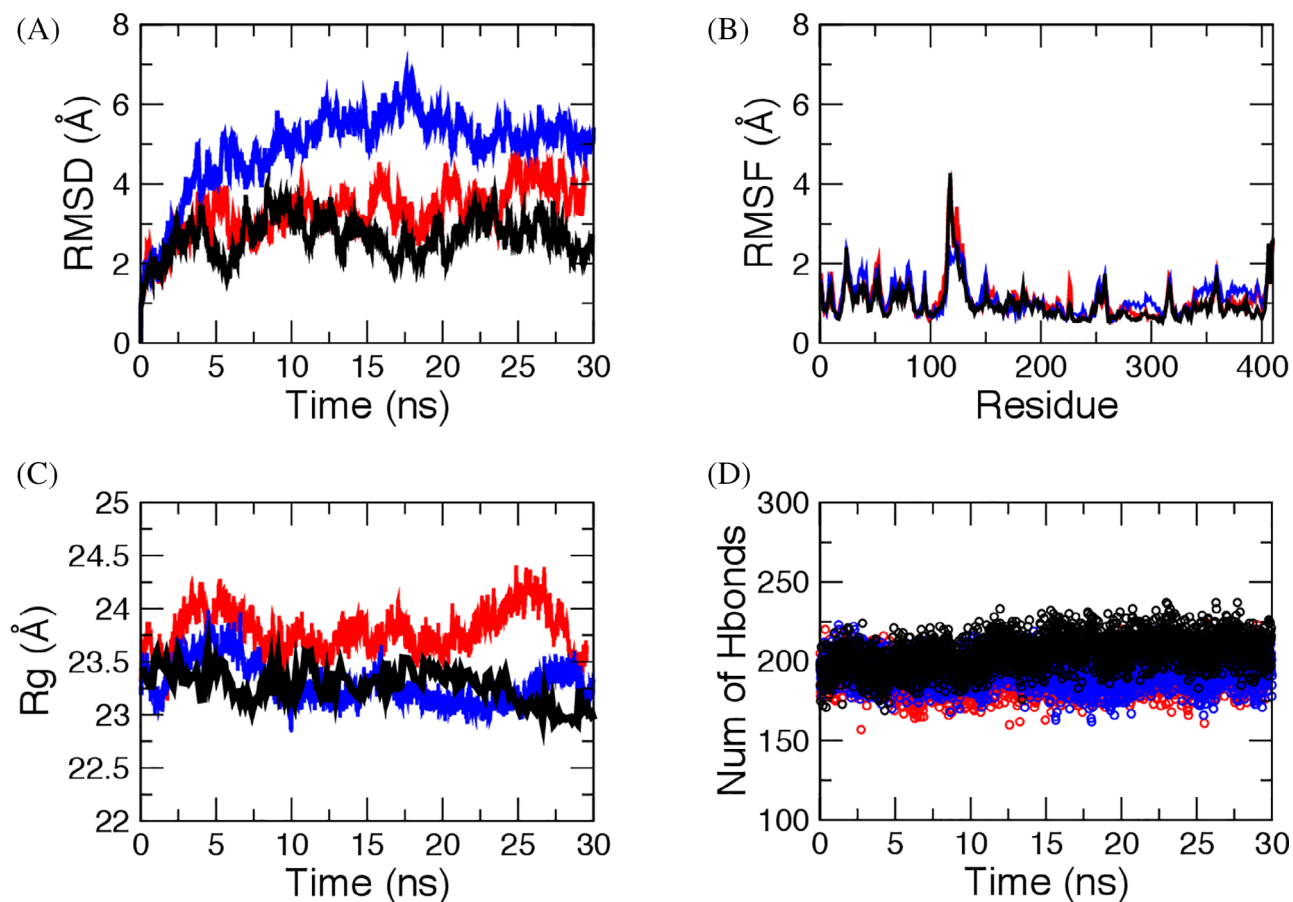 (A)
8
6
4
2
0
RMSD (Å)
0 5 10 15 20 25 30
Time (ns)
(B)
8
6
4
2
0
RMSF (Å)
0 100 200 300 400
Residue
(C)
25
24.5
24
23.5
23
22.5
22
Rg (Å)
0 5 10 15 20 25 30
Time (ns)
(D)
300
250
200
150
100
Num of Hbonds
0 5 10 15 20 25 30
Time (ns)